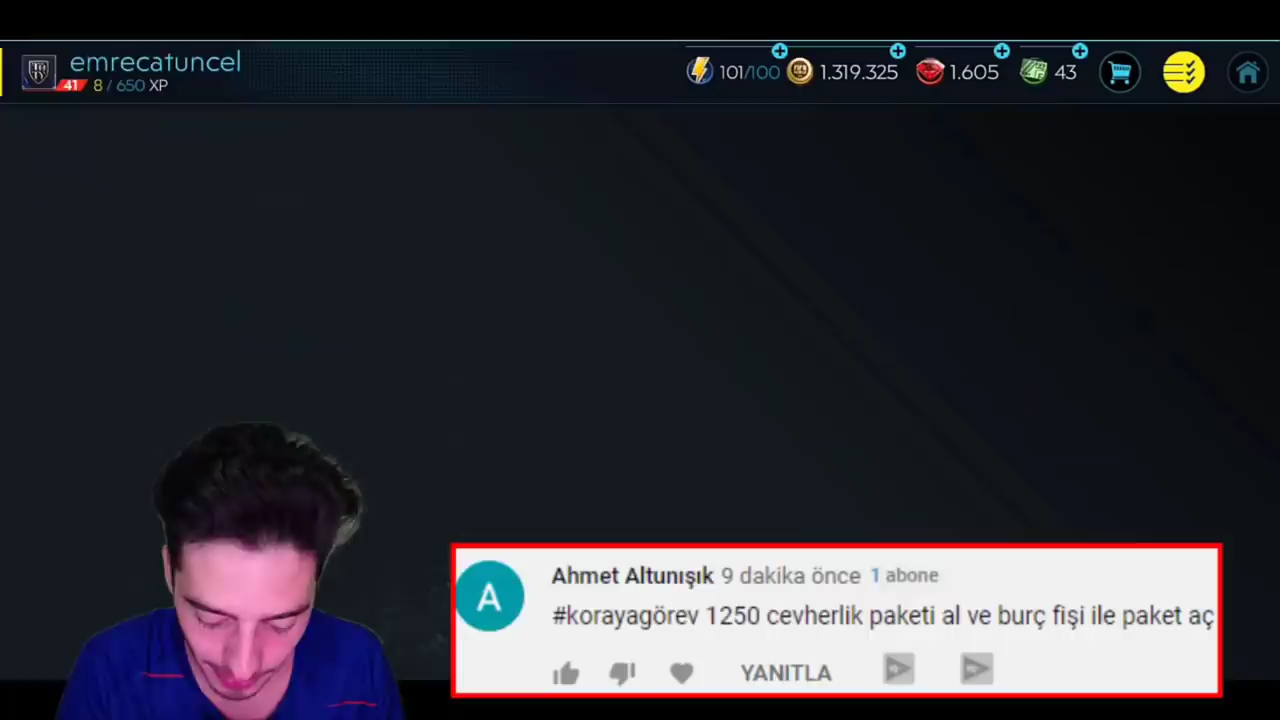 emrecatuncel
41 8 / 650 XP
101/100 1.319.325 1.605 43
Ahmet Altunışık 9 dakika önce 1 abone
#korayagörev 1250 cevherlik paketi al ve burç fişi ile paket aç
YANITLA